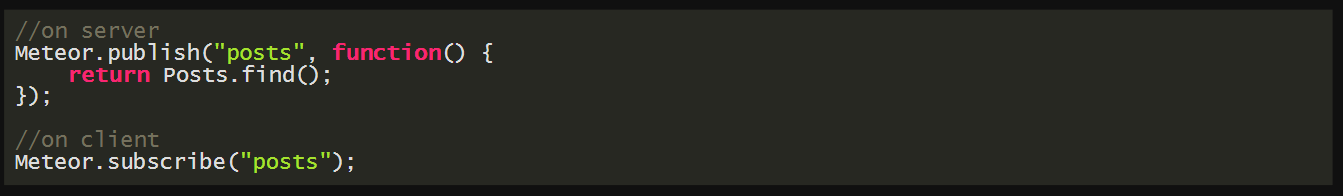 //on server
Meteor.publish("posts", function() {
    return Posts.find();
});
//on client
Meteor.subscribe("posts");